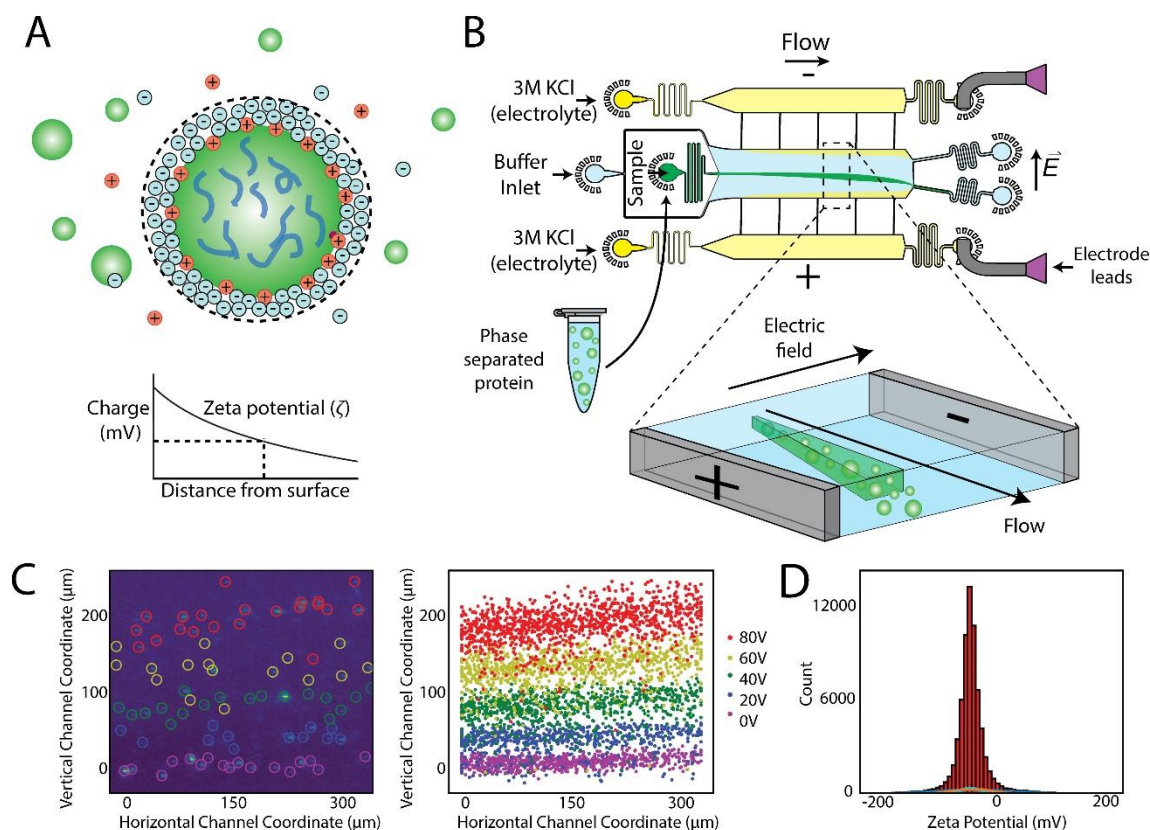 A
Charge
(mV)
Zeta potential (ζ)
Distance from surface
B
Flow
-
3M KCl
(electrolyte)
Buffer
Inlet
Sample
E
3M KCl
(electrolyte)
+
Electrode
leads
Phase
separated
protein
Electric
field
-
+
Flow
C
Vertical Channel Coordinate (µm)
200
100
0
0
150
300
Horizontal Channel Coordinate (µm)
Vertical Channel Coordinate (µm)
200
100
0
0
150
300
Horizontal Channel Coordinate (µm)
80V
60V
40V
20V
0V
D
Count
12000
6000
0
-200
0
200
Zeta Potential (mV)